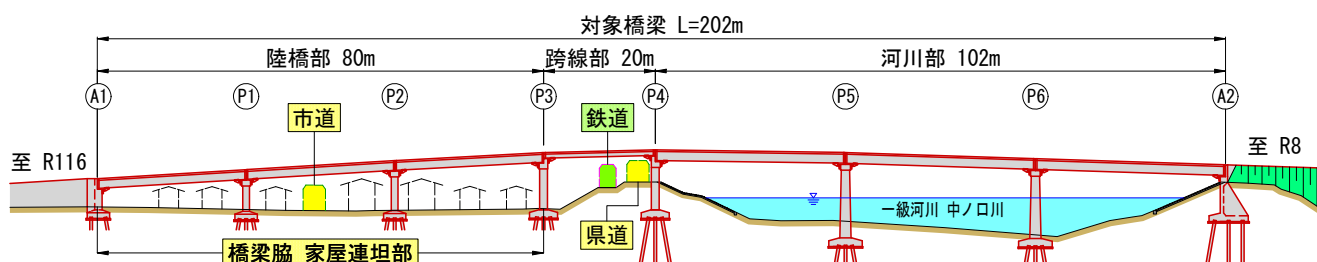 対象橋梁 L=202m
陸橋部 80m
跨線部 20m
河川部 102m
A1
P1
P2
P3
P4
P5
P6
A2
市道
鉄道
至 R116
至 R8
一級河川 中ノ口川
県道
橋梁脇 家屋連坦部